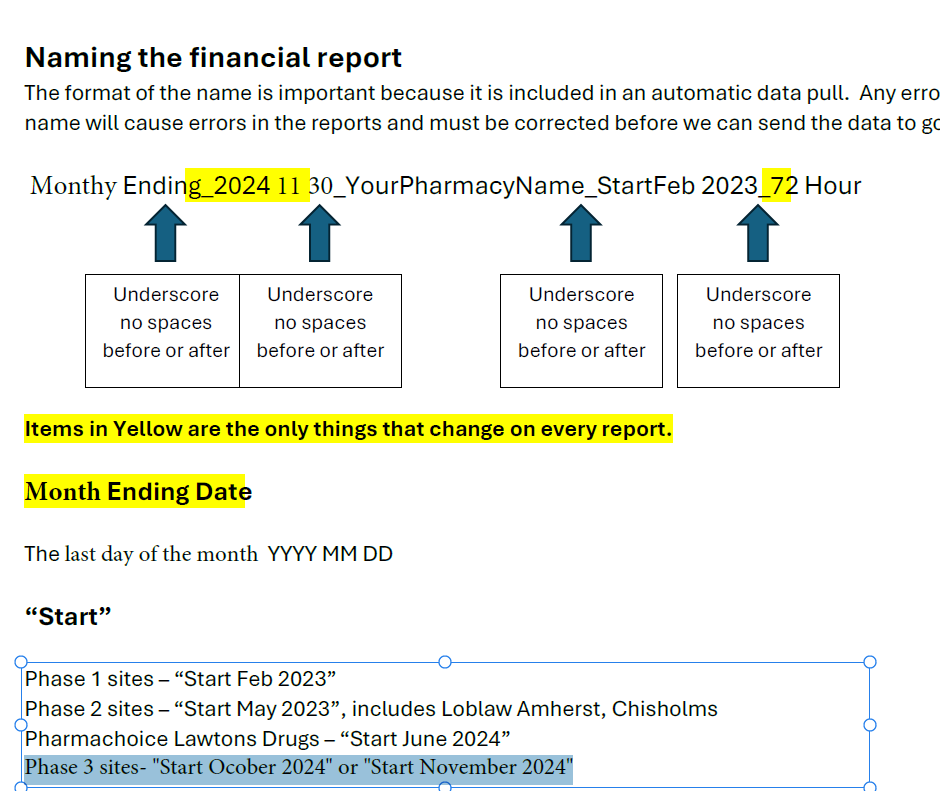 Naming the financial report
The format of the name is important because it is included in an automatic data pull.  Any erro
name will cause errors in the reports and must be corrected before we can send the data to go
Monthy Ending_2024 11 30_YourPharmacyName_StartFeb 2023_72 Hour
Underscore
no spaces
before or after
Underscore
no spaces
before or after
Underscore
no spaces
before or after
Underscore
no spaces
before or after
Items in Yellow are the only things that change on every report.
Month Ending Date
The last day of the month  YYYY MM DD
“Start”
Phase 1 sites – “Start Feb 2023”
Phase 2 sites – “Start May 2023”, includes Loblaw Amherst, Chisholms
Pharmachoice Lawtons Drugs – “Start June 2024”
Phase 3 sites- "Start Ocober 2024" or "Start November 2024"